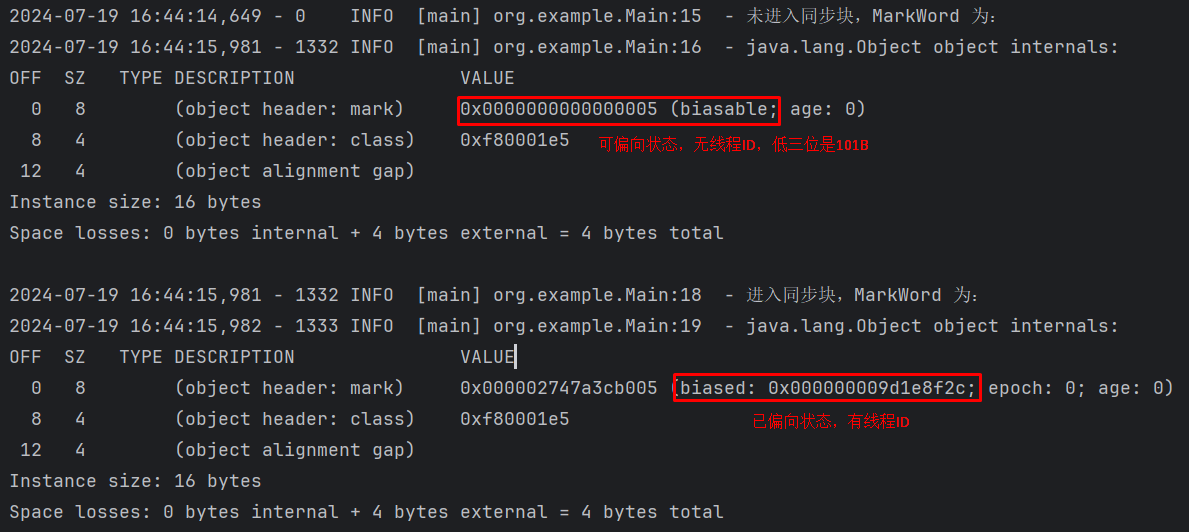 2024-07-19 16:44:14,649 - 0    INFO  [main] org.example.Main:15  - 未进入同步块，MarkWord 为：
2024-07-19 16:44:15,981 - 1332 INFO  [main] org.example.Main:16  - java.lang.Object object internals:
OFF  SZ   TYPE DESCRIPTION               VALUE
  0   8        (object header: mark)     0x0000000000000005 (biasable; age: 0)
  8   4        (object header: class)    0xf80001e5
可偏向状态，无线程ID，低三位是101B
 12   4        (object alignment gap)
Instance size: 16 bytes
Space losses: 0 bytes internal + 4 bytes external = 4 bytes total
2024-07-19 16:44:15,981 - 1332 INFO  [main] org.example.Main:18  - 进入同步块，MarkWord 为：
2024-07-19 16:44:15,982 - 1333 INFO  [main] org.example.Main:19  - java.lang.Object object internals:
OFF  SZ   TYPE DESCRIPTION               VALUE
  0   8        (object header: mark)     0x000002747a3cb005 (biased: 0x000000009d1e8f2c; epoch: 0; age: 0)
  8   4        (object header: class)    0xf80001e5
已偏向状态，有线程ID
 12   4        (object alignment gap)
Instance size: 16 bytes
Space losses: 0 bytes internal + 4 bytes external = 4 bytes total